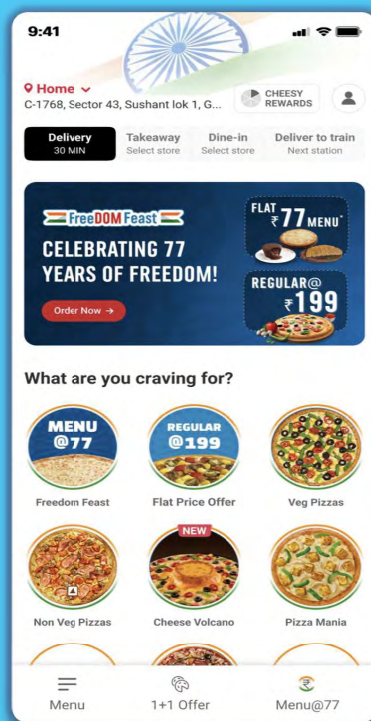 9:41
Home
C-1768, Sector 43, Sushant lok 1, G...
CHEESY
REWARDS
Delivery
30 MIN
Takeaway
Select store
Dine-in
Select store
Deliver to train
Next station
FreeDOM Feast
CELEBRATING 77
YEARS OF FREEDOM!
Order Now →
FLAT
₹77 MENU*
REGULAR@
₹199
What are you craving for?
MENU
@77
Freedom Feast
REGULAR
@199
Flat Price Offer
Veg Pizzas
Non Veg Pizzas
NEW
Cheese Volcano
Pizza Mania
Menu
1+1 Offer
₹
Menu@77